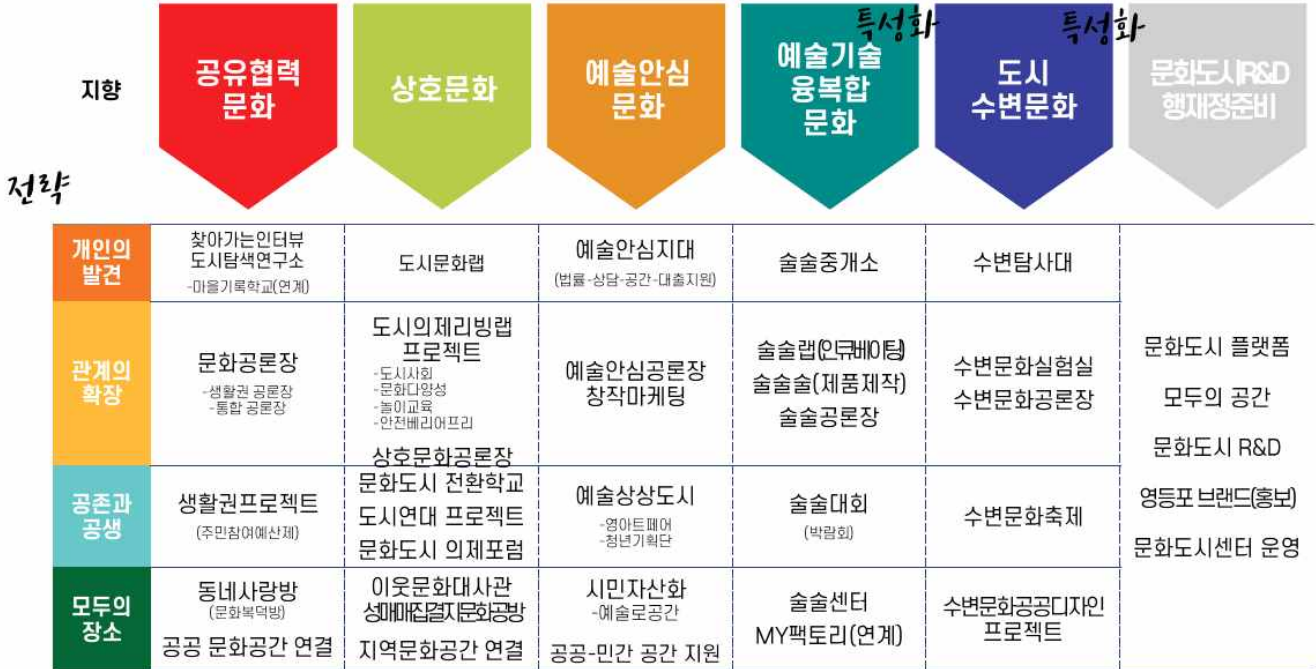 지향
공유협력
문화
상호문화
예술안심
문화
특성화
예술기술
융복합
문화
특성화
도시
수변문화
문화도시R&D
행재정준비
전략
개인의
발견
찾아가는인터뷰
도시탐색연구소
-마을기록학교(연계)
도시문화랩
예술안심지대
(법률-상담-공간-대출지원)
술술중개소
수변탐사대
관계의
확장
문화공론장
-생활권 공론장
-통합 공론장
도시의제리빙랩
프로젝트
-도시사회
-문화다양성
-놀이교육
-안전베리어프리
상호문화공론장
예술안심공론장
창작마케팅
술술랩(인큐베이팅)
술술술(제품제작)
술술공론장
수변문화실험실
수변문화공론장
공존과
공생
생활권프로젝트
(주민참여예산제)
문화도시 전환학교
도시연대 프로젝트
문화도시 의제포럼
예술상상도시
-영아트페어
-청년기획단
술술대회
(박람회)
수변문화축제
모두의
장소
동네사랑방
(문화복덕방)
공공 문화공간 연결
이웃문화대사관
성매매집결지문화공방
지역문화공간 연결
시민자산화
-예술로공간
공공-민간 공간 지원
술술센터
MY팩토리(연계)
수변문화공공디자인
프로젝트
문화도시 플랫폼
모두의 공간
문화도시 R&D
영등포 브랜드(홍보)
문화도시센터 운영